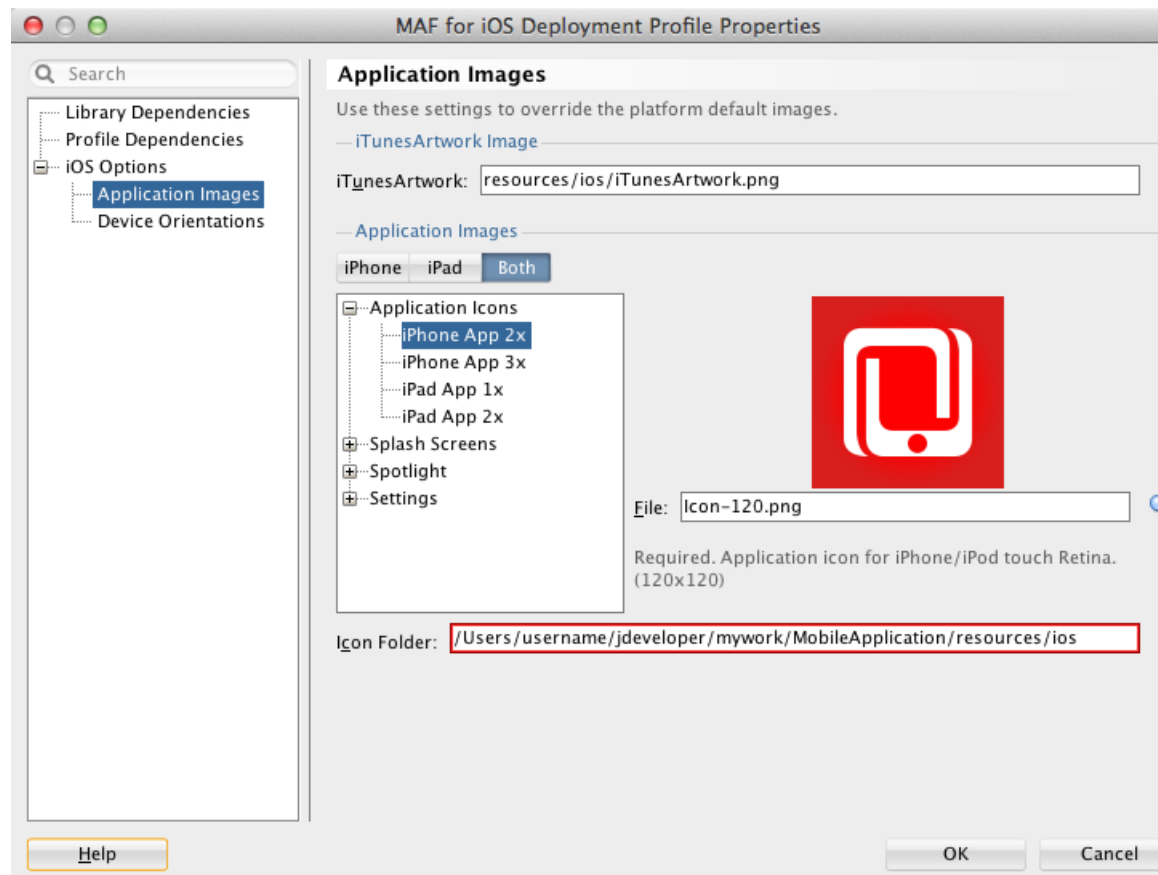 MAF for iOS Deployment Profile Properties
Search
Library Dependencies
Profile Dependencies
iOS Options
Application Images
Device Orientations
Application Images
Use these settings to override the platform default images.
iTunesArtwork Image
iTunesArtwork: resources/ios/iTunesArtwork.png
Application Images
iPhone iPad Both
Application Icons
iPhone App 2x
iPhone App 3x
iPad App 1x
iPad App 2x
Splash Screens
Spotlight
Settings
File: Icon-120.png
Required. Application icon for iPhone/iPod touch Retina.
(120x120)
Icon Folder: /Users/username/jdeveloper/mywork/MobileApplication/resources/ios
Help OK Cancel